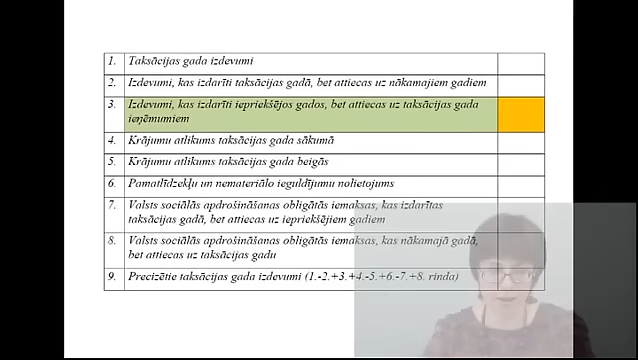 1. Taksācijas gada izdevumi
2. Izdevumi, kas izdarīti taksācijas gadā, bet attiecas uz nākamajiem gadiem
3. Izdevumi, kas izdarīti iepriekšējos gados, bet attiecas uz taksācijas gada
ieņēmumiem
4. Krājumu atlikums taksācijas gada sākumā
5. Krājumu atlikums taksācijas gada beigās
6. Pamatlīdzekļu un nemateriālo ieguldījumu nolietojums
7. Valsts sociālās apdrošināšanas obligātās iemaksas, kas izdarītas
taksācijas gadā, bet attiecas uz iepriekšējiem gadiem
8. Valsts sociālās apdrošināšanas obligātās iemaksas, kas nākamajā gadā,
bet attiecas uz taksācijas gadu
9. Precizētie taksācijas gada izdevumi (1.-2.+3.+4.-5.+6.-7.+8. rinda)